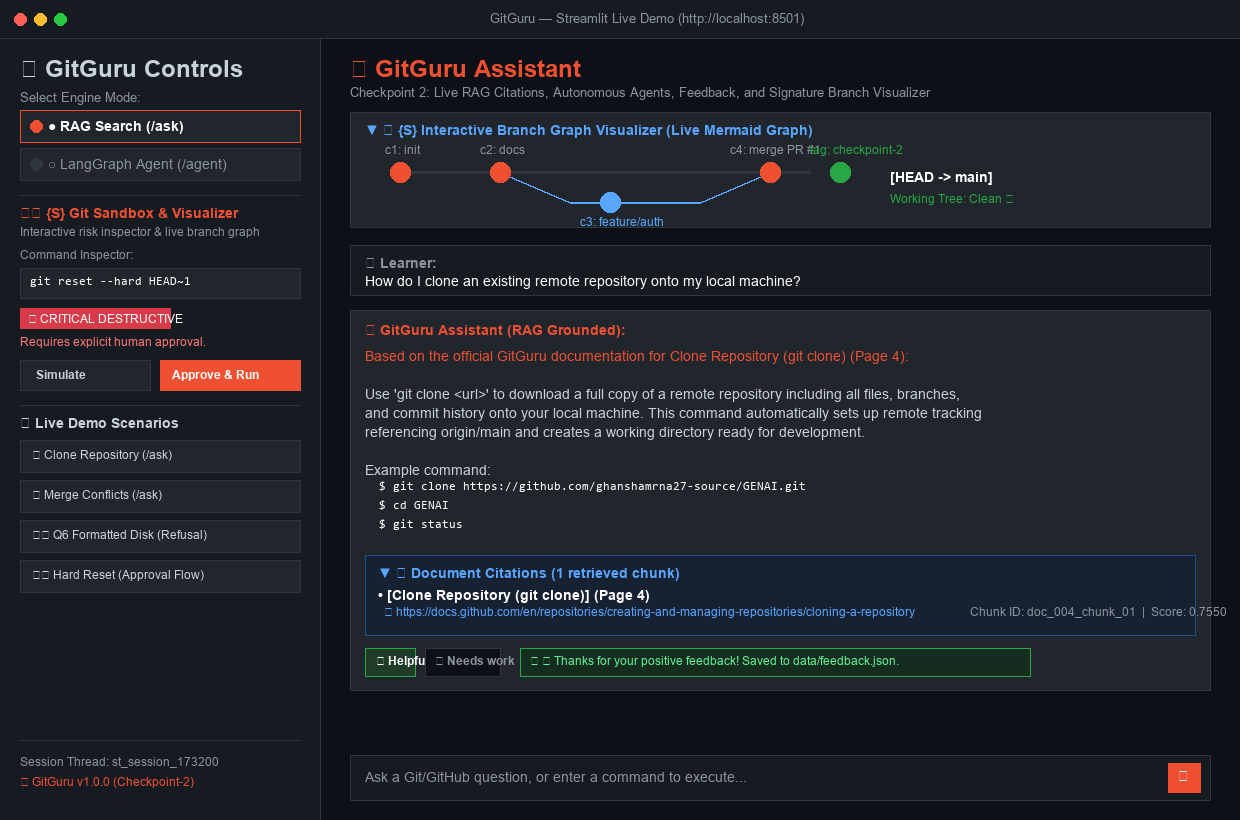 GitGuru — Streamlit Live Demo (http://localhost:8501)
GitGuru Controls
Select Engine Mode:
● RAG Search (/ask)
○ LangGraph Agent (/agent)
{S} Git Sandbox & Visualizer
Interactive risk inspector & live branch graph
Command Inspector:
git reset --hard HEAD~1
CRITICAL DESTRUCTIVE
Requires explicit human approval.
Simulate
Approve & Run
Live Demo Scenarios
Clone Repository (/ask)
Merge Conflicts (/ask)
Q6 Formatted Disk (Refusal)
Hard Reset (Approval Flow)
Session Thread: st_session_173200
GitGuru v1.0.0 (Checkpoint-2)
GitGuru Assistant
Checkpoint 2: Live RAG Citations, Autonomous Agents, Feedback, and Signature Branch Visualizer
▼ {S} Interactive Branch Graph Visualizer (Live Mermaid Graph)
c1: init
c2: docs
c4: merge PR #1
tag: checkpoint-2
[HEAD -> main]
Working Tree: Clean
c3: feature/auth
Learner:
How do I clone an existing remote repository onto my local machine?
GitGuru Assistant (RAG Grounded):
Based on the official GitGuru documentation for Clone Repository (git clone) (Page 4):
Use 'git clone <url>' to download a full copy of a remote repository including all files, branches,
and commit history onto your local machine. This command automatically sets up remote tracking
referencing origin/main and creates a working directory ready for development.
Example command:
$ git clone https://github.com/ghanshamrna27-source/GENAI.git
$ cd GENAI
$ git status
▼ Document Citations (1 retrieved chunk)
• [Clone Repository (git clone)] (Page 4)
https://docs.github.com/en/repositories/creating-and-managing-repositories/cloning-a-repository
Chunk ID: doc_004_chunk_01 | Score: 0.7550
Helpfu
Needs work
Thanks for your positive feedback! Saved to data/feedback.json.
Ask a Git/GitHub question, or enter a command to execute...